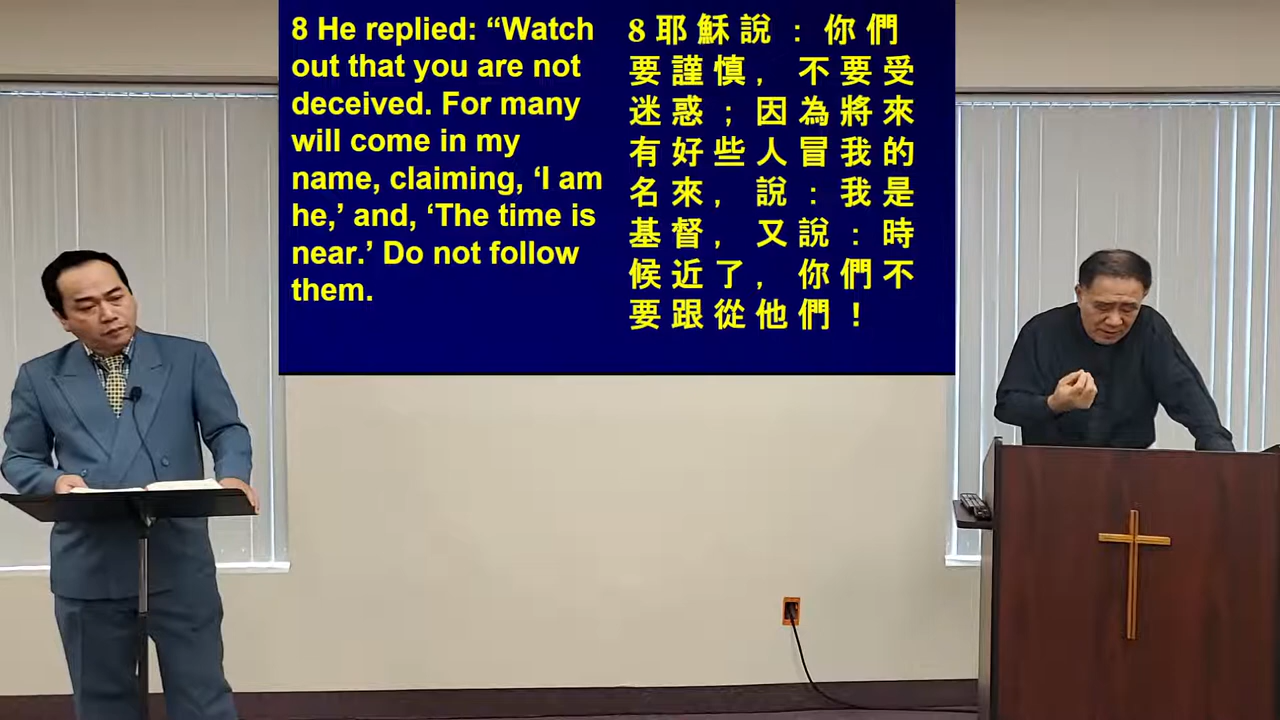 8 He replied: “Watch
out that you are not
deceived. For many
will come in my
name, claiming, ‘I am
he,’ and, ‘The time is
near.’ Do not follow
them.
8 耶穌說：你們
要謹慎，不要受
迷惑；因為將來
有好些人冒我的
名來，說：我是
基督，又說：時
候近了，你們不
要跟從他們！